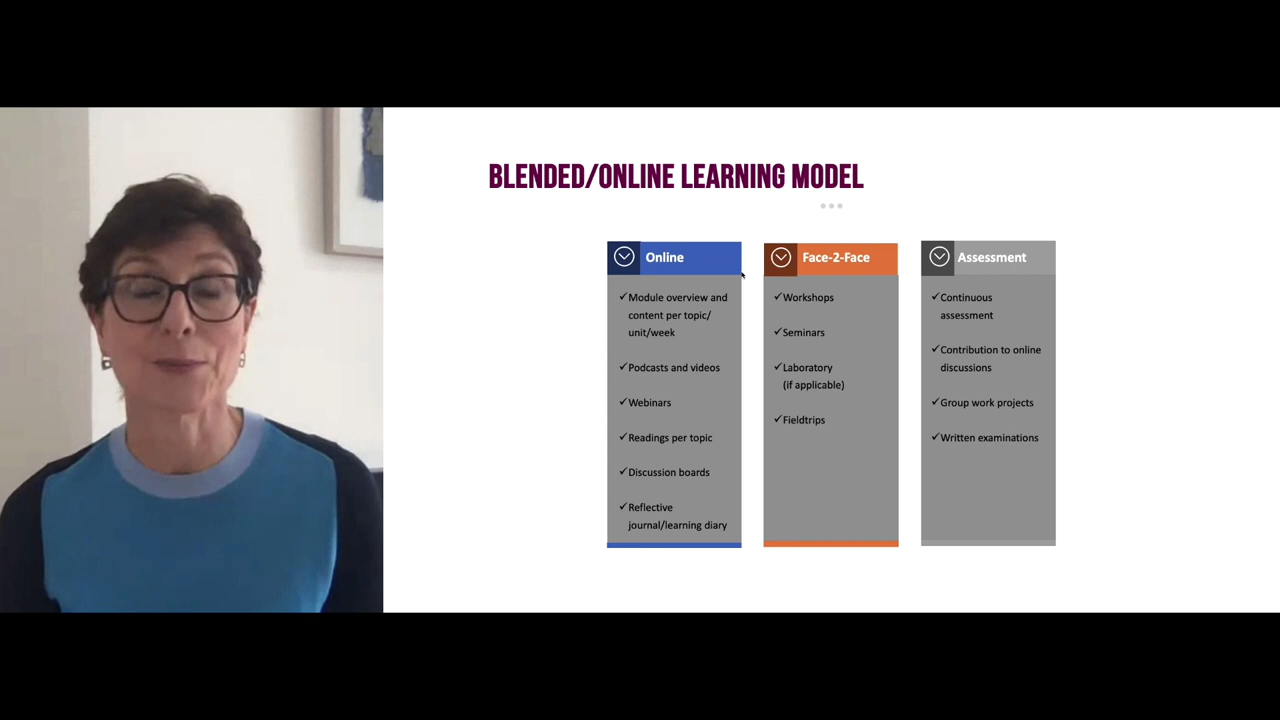 BLENDED/ONLINE LEARNING MODEL
Online
✓Module overview and
content per topic/
unit/week
✓Podcasts and videos
✓Webinars
✓Readings per topic
✓Discussion boards
✓Reflective
journal/learning diary
Face-2-Face
✓Workshops
✓Seminars
✓Laboratory
(if applicable)
✓Fieldtrips
Assessment
✓Continuous
assessment
✓Contribution to online
discussions
✓Group work projects
✓Written examinations